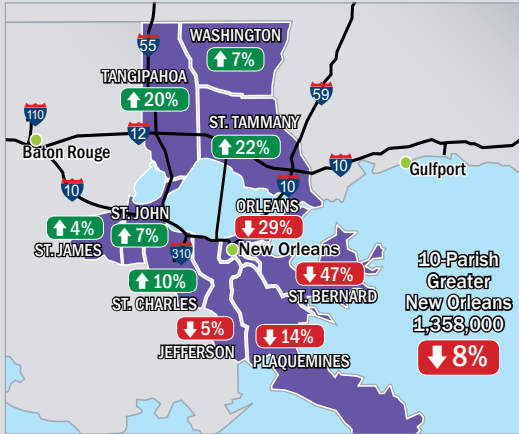 WASHINGTON
↑ 7%
55
TANGIPAHOA
↑ 20%
59
110
12
ST. TAMMANY
↑ 22%
Baton Rouge
10
Gulfport
10
10
ORLEANS
↓ 29%
↑ 4%
ST. JAMES
ST. JOHN
↑ 7%
310
New Orleans
↑ 10%
ST. CHARLES
↓ 47%
ST. BERNARD
↓ 5%
JEFFERSON
↓ 14%
PLAQUEMINES
10-Parish
Greater
New Orleans
1,358,000
↓ 8%